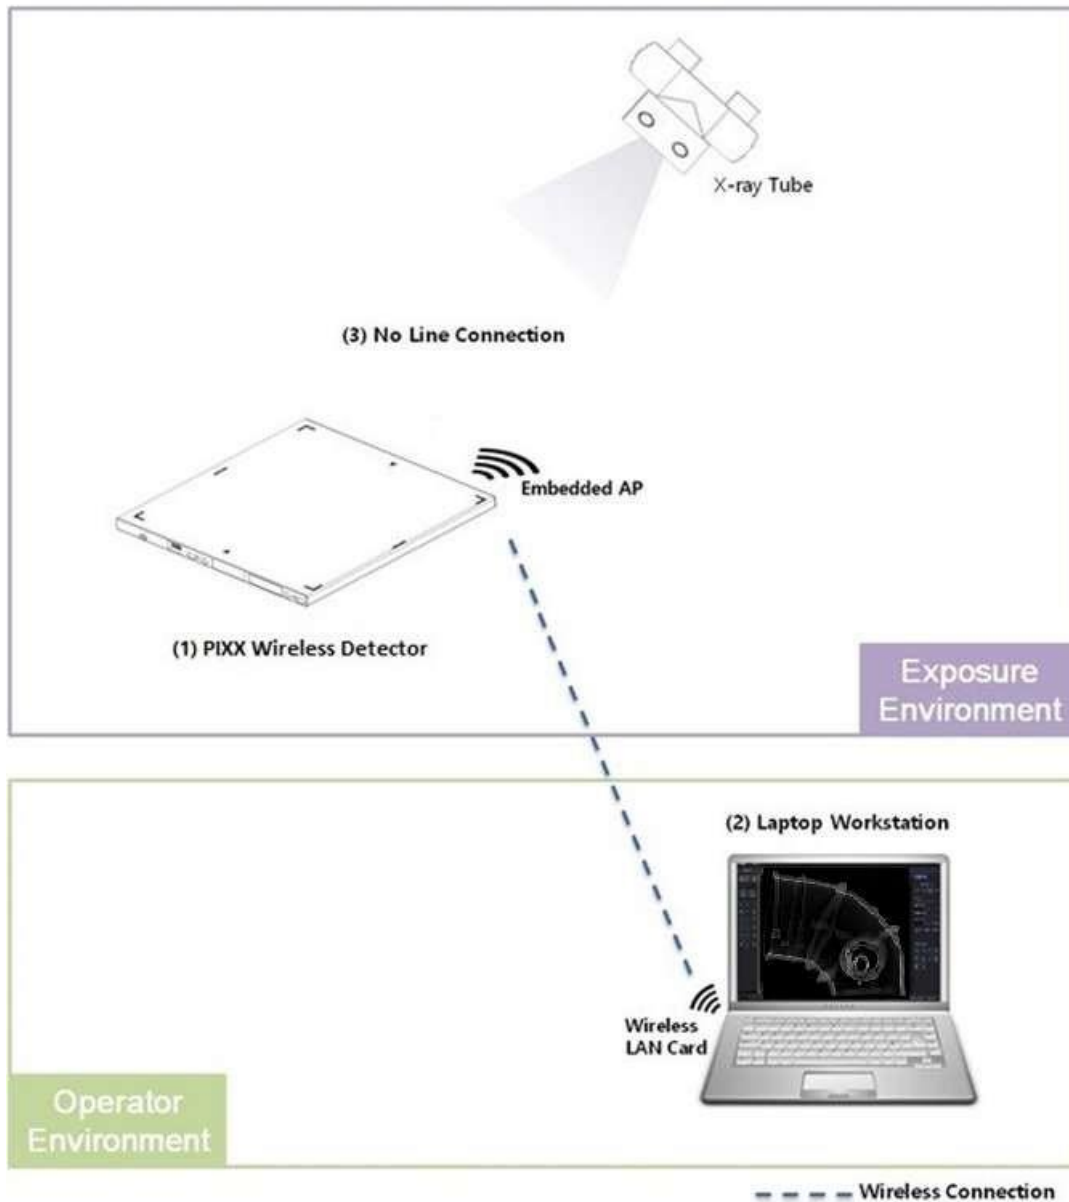 X-ray Tube
(3) No Line Connection
Embedded AP
(1) PIXX Wireless Detector
Exposure
Environment
(2) Laptop Workstation
Wireless
LAN Card
Operator
Environment
Wireless Connection